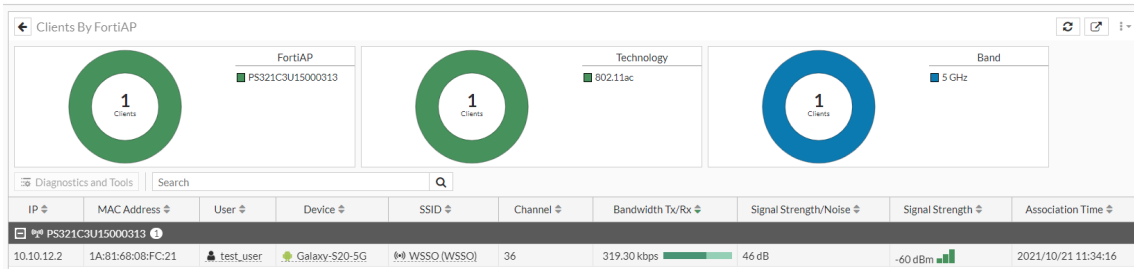 Clients By FortiAP
FortiAP
PS321C3U15000313
1
Clients
Technology
802.11ac
1
Clients
Band
5 GHz
1
Clients
Diagnostics and Tools Search
IP MAC Address User Device SSID Channel Bandwidth Tx/Rx Signal Strength/Noise Signal Strength Association Time
PS321C3U15000313 1
10.10.12.2 1A:81:68:08:FC:21 test_user Galaxy-S20-5G WSSO (WSSO) 36 319.30 kbps 46 dB -60 dBm 2021/10/21 11:34:16